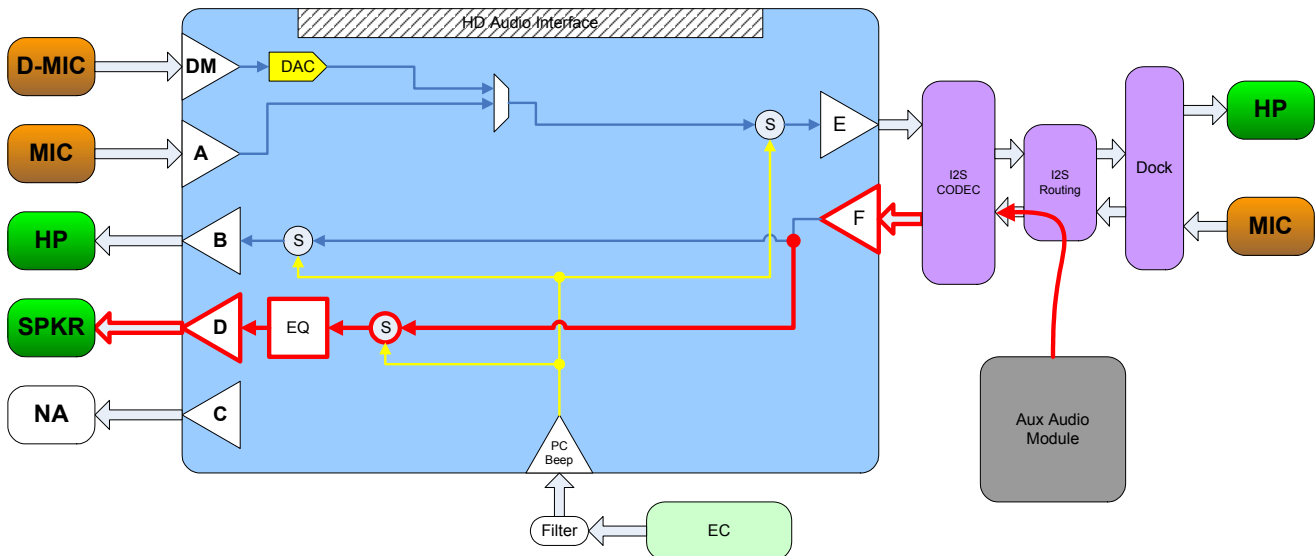 HD Audio Interface
D-MIC
DM
DAC
MIC
A
S
E
I2S
CODEC
I2S
Routing
Dock
HP
MIC
HP
B
S
F
SPKR
D
EQ
S
NA
C
PC
Beep
Aux Audio
Module
Filter
EC